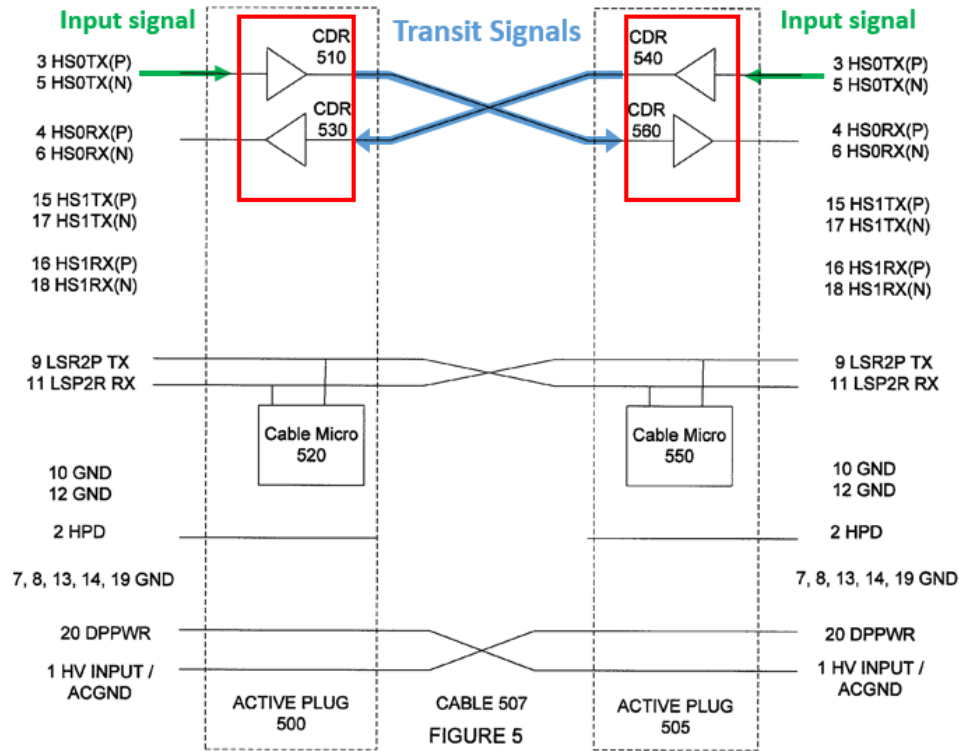 Input signal
Transit Signals
Input signal
CDR
510
CDR
540
3 HS0TX(P)
5 HS0TX(N)
3 HS0TX(P)
5 HS0TX(N)
CDR
530
CDR
560
4 HS0RX(P)
6 HS0RX(N)
4 HS0RX(P)
6 HS0RX(N)
15 HS1TX(P)
17 HS1TX(N)
15 HS1TX(P)
17 HS1TX(N)
16 HS1RX(P)
18 HS1RX(N)
16 HS1RX(P)
18 HS1RX(N)
9 LSR2P TX
11 LSP2R RX
9 LSR2P TX
11 LSP2R RX
Cable Micro
520
Cable Micro
550
10 GND
12 GND
10 GND
12 GND
2 HPD
2 HPD
7, 8, 13, 14, 19 GND
7, 8, 13, 14, 19 GND
20 DPPWR
20 DPPWR
1 HV INPUT /
ACGND
1 HV INPUT /
ACGND
ACTIVE PLUG
500
CABLE 507
ACTIVE PLUG
505
FIGURE 5